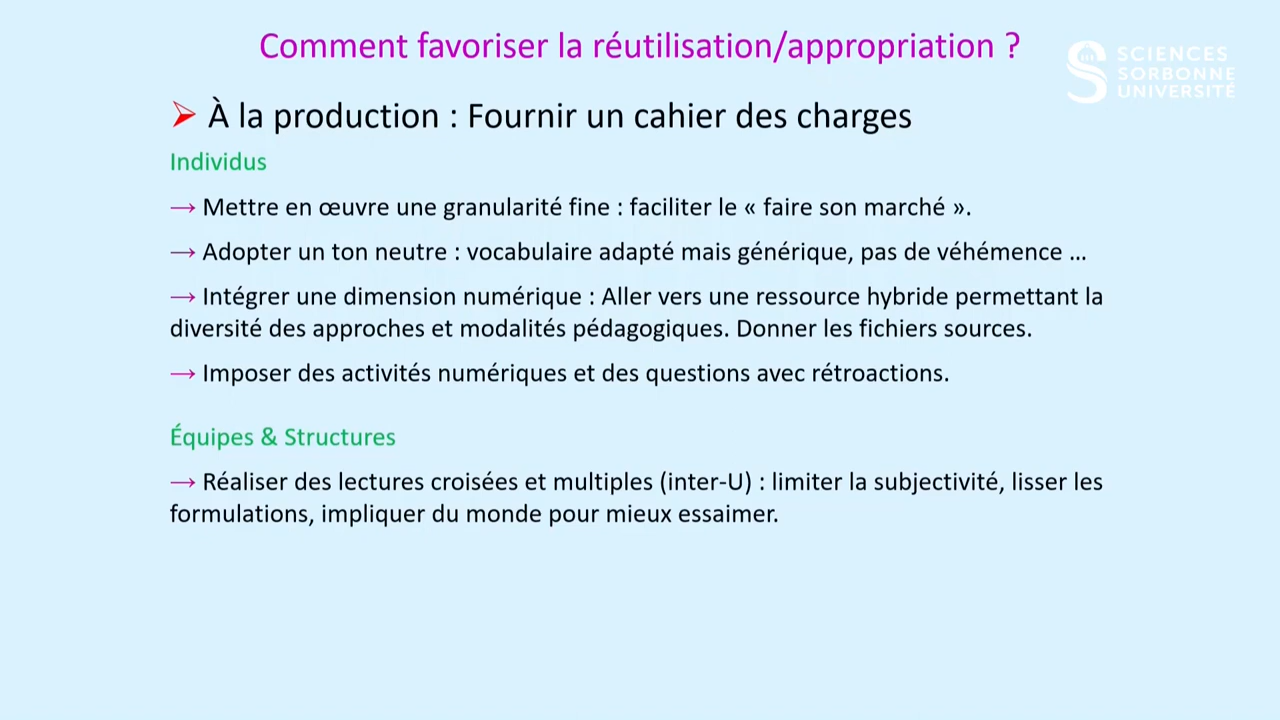 Comment favoriser la réutilisation/appropriation ?
SCIENCES
SORBONNE
UNIVERSITÉ
➢ À la production : Fournir un cahier des charges
Individus
→ Mettre en œuvre une granularité fine : faciliter le « faire son marché ».
→ Adopter un ton neutre : vocabulaire adapté mais générique, pas de véhémence ...
→ Intégrer une dimension numérique : Aller vers une ressource hybride permettant la
diversité des approches et modalités pédagogiques. Donner les fichiers sources.
→ Imposer des activités numériques et des questions avec rétroactions.
Équipes & Structures
→ Réaliser des lectures croisées et multiples (inter-U) : limiter la subjectivité, lisser les
formulations, impliquer du monde pour mieux essaimer.